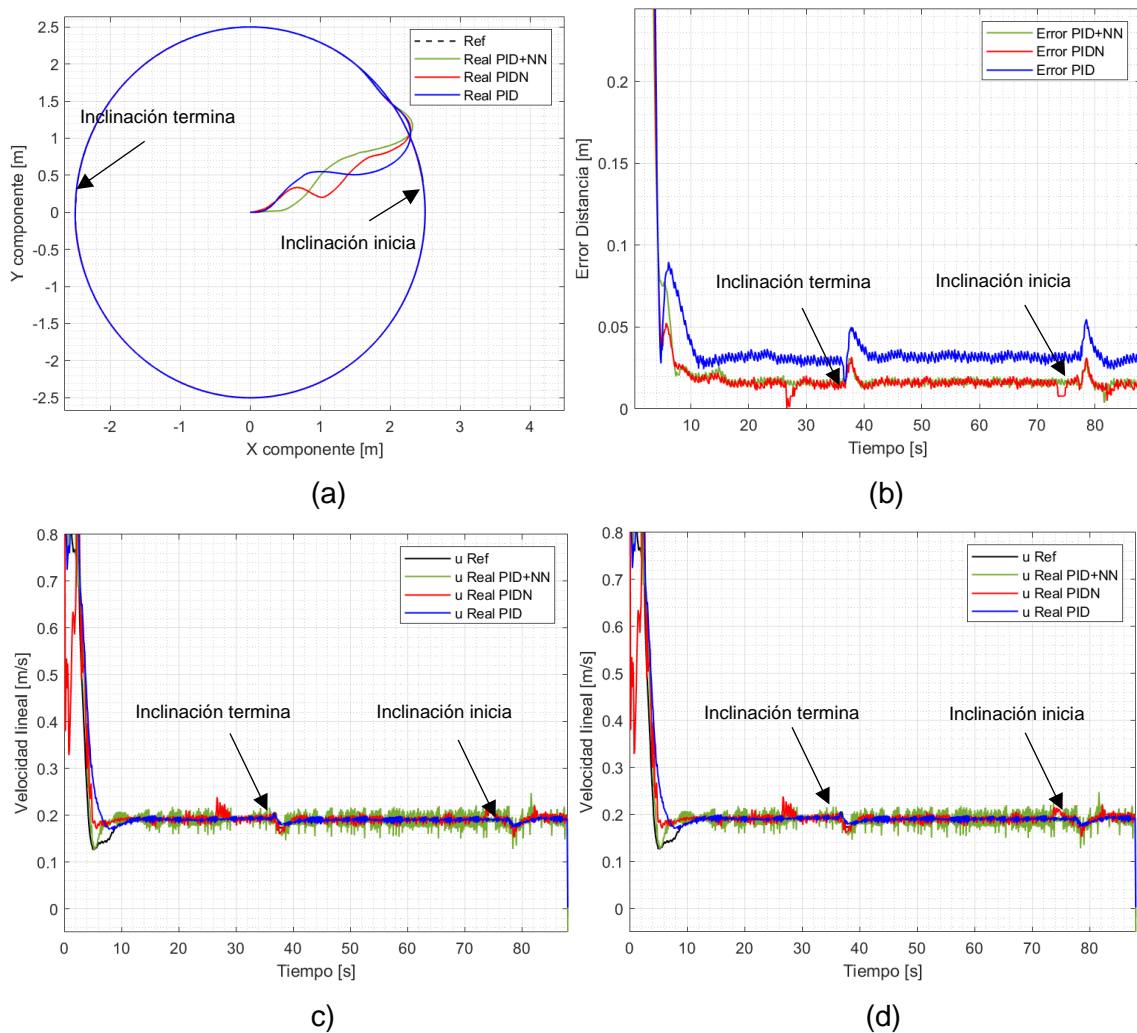 2.5
2
1.5
1
0.5
0
-0.5
-1
-1.5
-2
-2.5
Y componente [m]
Ref
Real PID+NN
Real PIDN
Real PID
Inclinación termina
Inclinación inicia
-2
-1
0
1
2
3
4
X componente [m]
(a)
0.2
0.1
0.05
0
Error Distancia [m]
Error PID+NN
Error PIDN
Error PID
Inclinación termina
Inclinación inicia
10
20
30
40
50
60
70
80
Tiempo [s]
(b)
0.8
0.7
0.6
0.5
0.4
0.3
0.2
0.1
0
Velocidad lineal [m/s]
u Ref
u Real PID+NN
u Real PIDN
u Real PID
Inclinación termina
Inclinación inicia
0
10
20
30
40
50
60
70
80
Tiempo [s]
c)
0.8
0.7
0.6
0.5
0.4
0.3
0.2
0.1
0
Velocidad lineal [m/s]
u Ref
u Real PID+NN
u Real PIDN
u Real PID
Inclinación termina
Inclinación inicia
0
10
20
30
40
50
60
70
80
Tiempo [s]
(d)